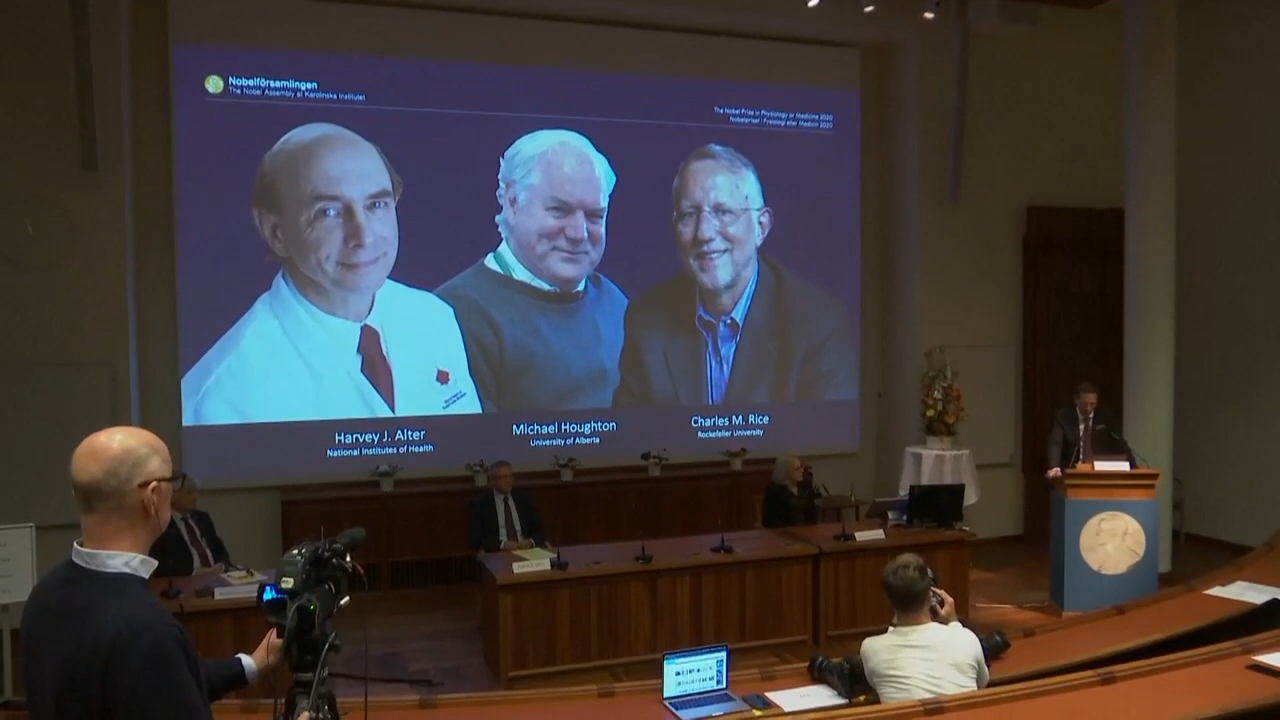 Nobelförsamlingen
The Nobel Assembly at Karolinska Institutet
The Nobel Prize in Physiology or Medicine 2020
Nobelpriset i fysiologi eller medicin 2020
Harvey J. Alter
National Institutes of Health
Michael Houghton
University of Alberta
Charles M. Rice
Rockefeller University